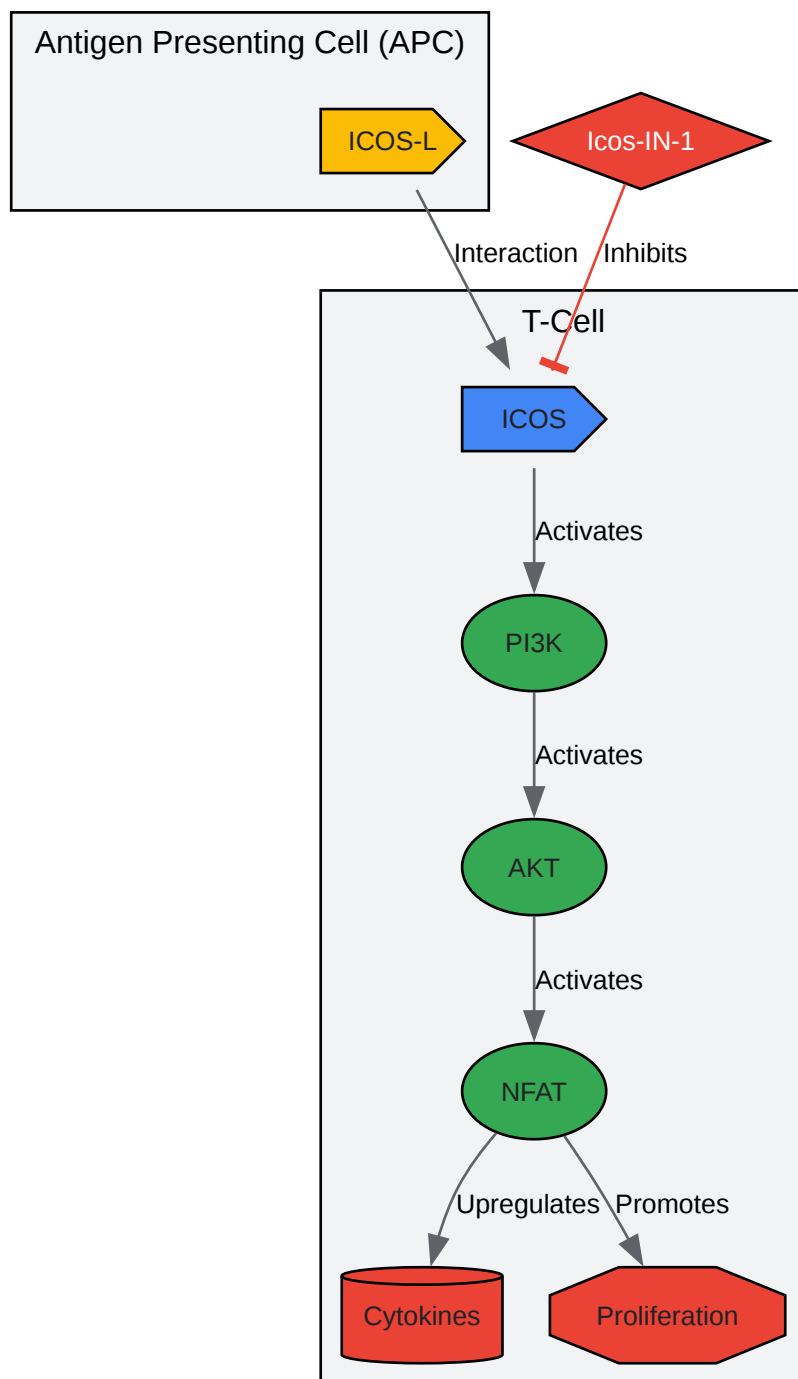 Antigen Presenting Cell (APC)
ICOS-L
Icos-IN-1
Interaction
Inhibits
T-Cell
ICOS
Activates
PI3K
Activates
AKT
Activates
NFAT
Upregulates
Promotes
Cytokines
Proliferation